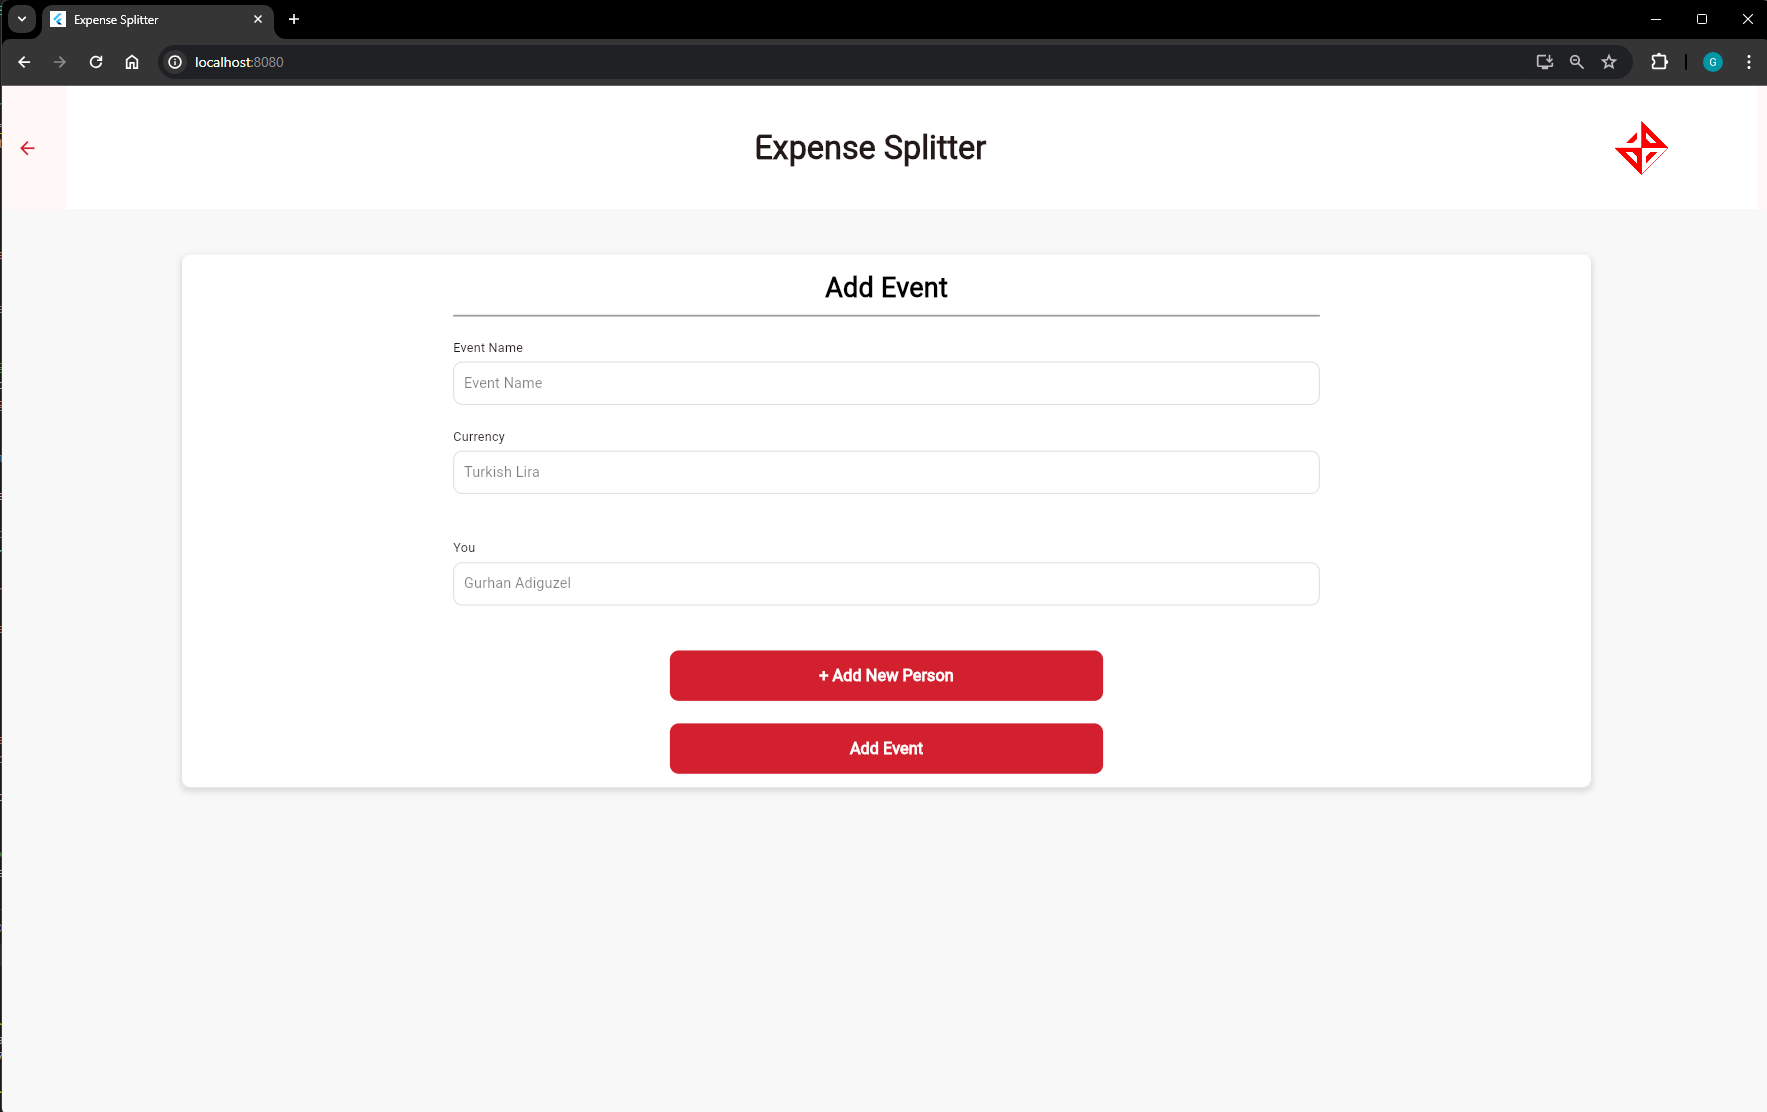 Expense Splitter
localhost:8080
G
Expense Splitter
Add Event
Event Name
Event Name
Currency
Turkish Lira
You
Gurhan Adiguzel
+ Add New Person
Add Event